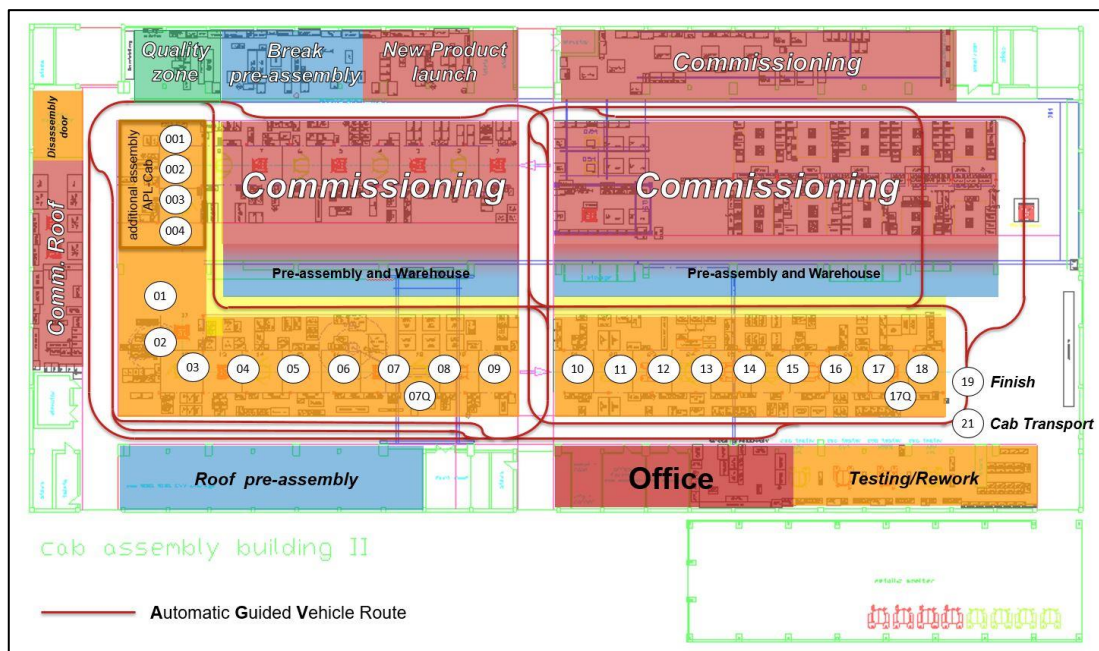 Quality
zone
Break
pre-assembly
New Product
launch
Commissioning
Disassembly
door
additional assembly
API-Cab
001
002
003
004
Commissioning
Commissioning
Comm. Roof
Pre-assembly and Warehouse
Pre-assembly and Warehouse
01
02
03
04
05
06
07
08
09
10
11
12
13
14
15
16
17
18
07Q
17Q
19
Finish
21
Cab Transport
Roof pre-assembly
Office
Testing/Rework
cab assembly building II
Automatic Guided Vehicle Route